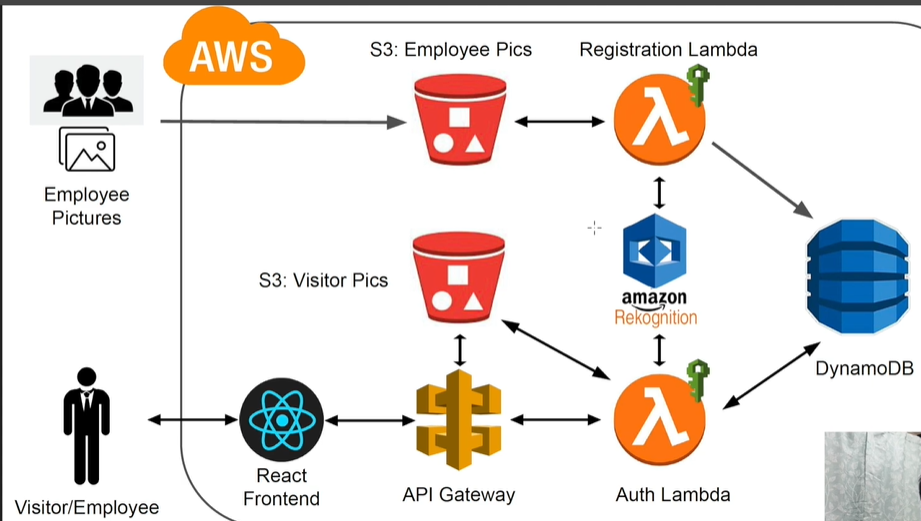 AWS
S3: Employee Pics
Registration Lambda
λ
Employee
Pictures
S3: Visitor Pics
amazon
Rekognition
DynamoDB
λ
React
Frontend
API Gateway
Auth Lambda
Visitor/Employee